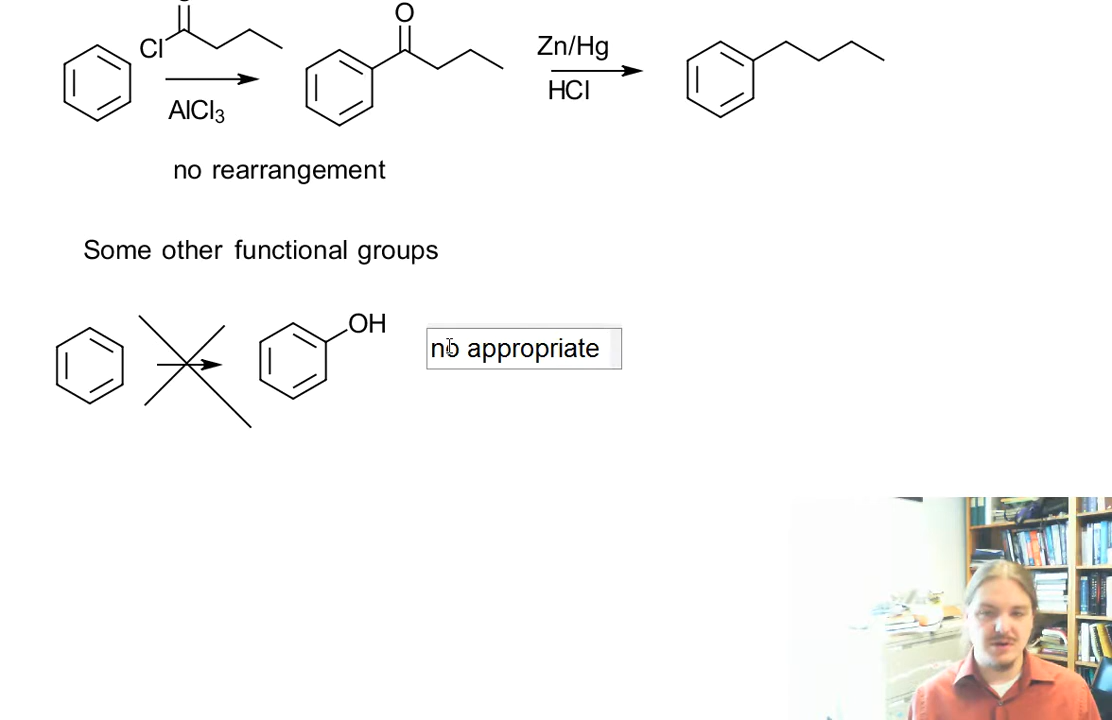 O
Cl
Zn/Hg
AlCl3
HCl
no rearrangement
Some other functional groups
OH
no appropriate